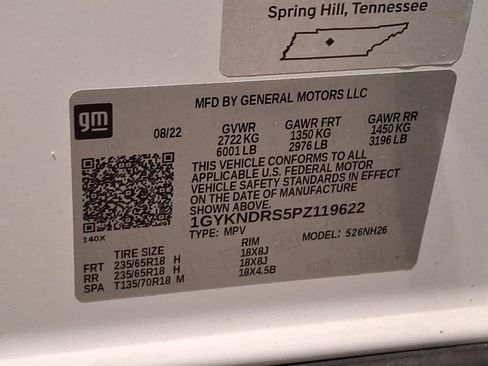 Spring Hill, Tennessee
gm
MFD BY GENERAL MOTORS LLC
08/22 GVWR GAWR FRT GAWR RR
2722 KG 1350 KG 1450 KG
6001 LB 2976 LB 3196 LB
THIS VEHICLE CONFORMS TO ALL
APPLICABLE U.S. FEDERAL MOTOR
VEHICLE SAFETY STANDARDS IN EFFECT
ON THE DATE OF MANUFACTURE
SHOWN ABOVE.
1GYKNDRS5PZ119622
140X
TYPE: MPV MODEL: 526NH26
TIRE SIZE RIM
FRT 235/65R18 H 18X8J
RR 235/65R18 H 18X8J
SPA T135/70R18 M 18X4.5B